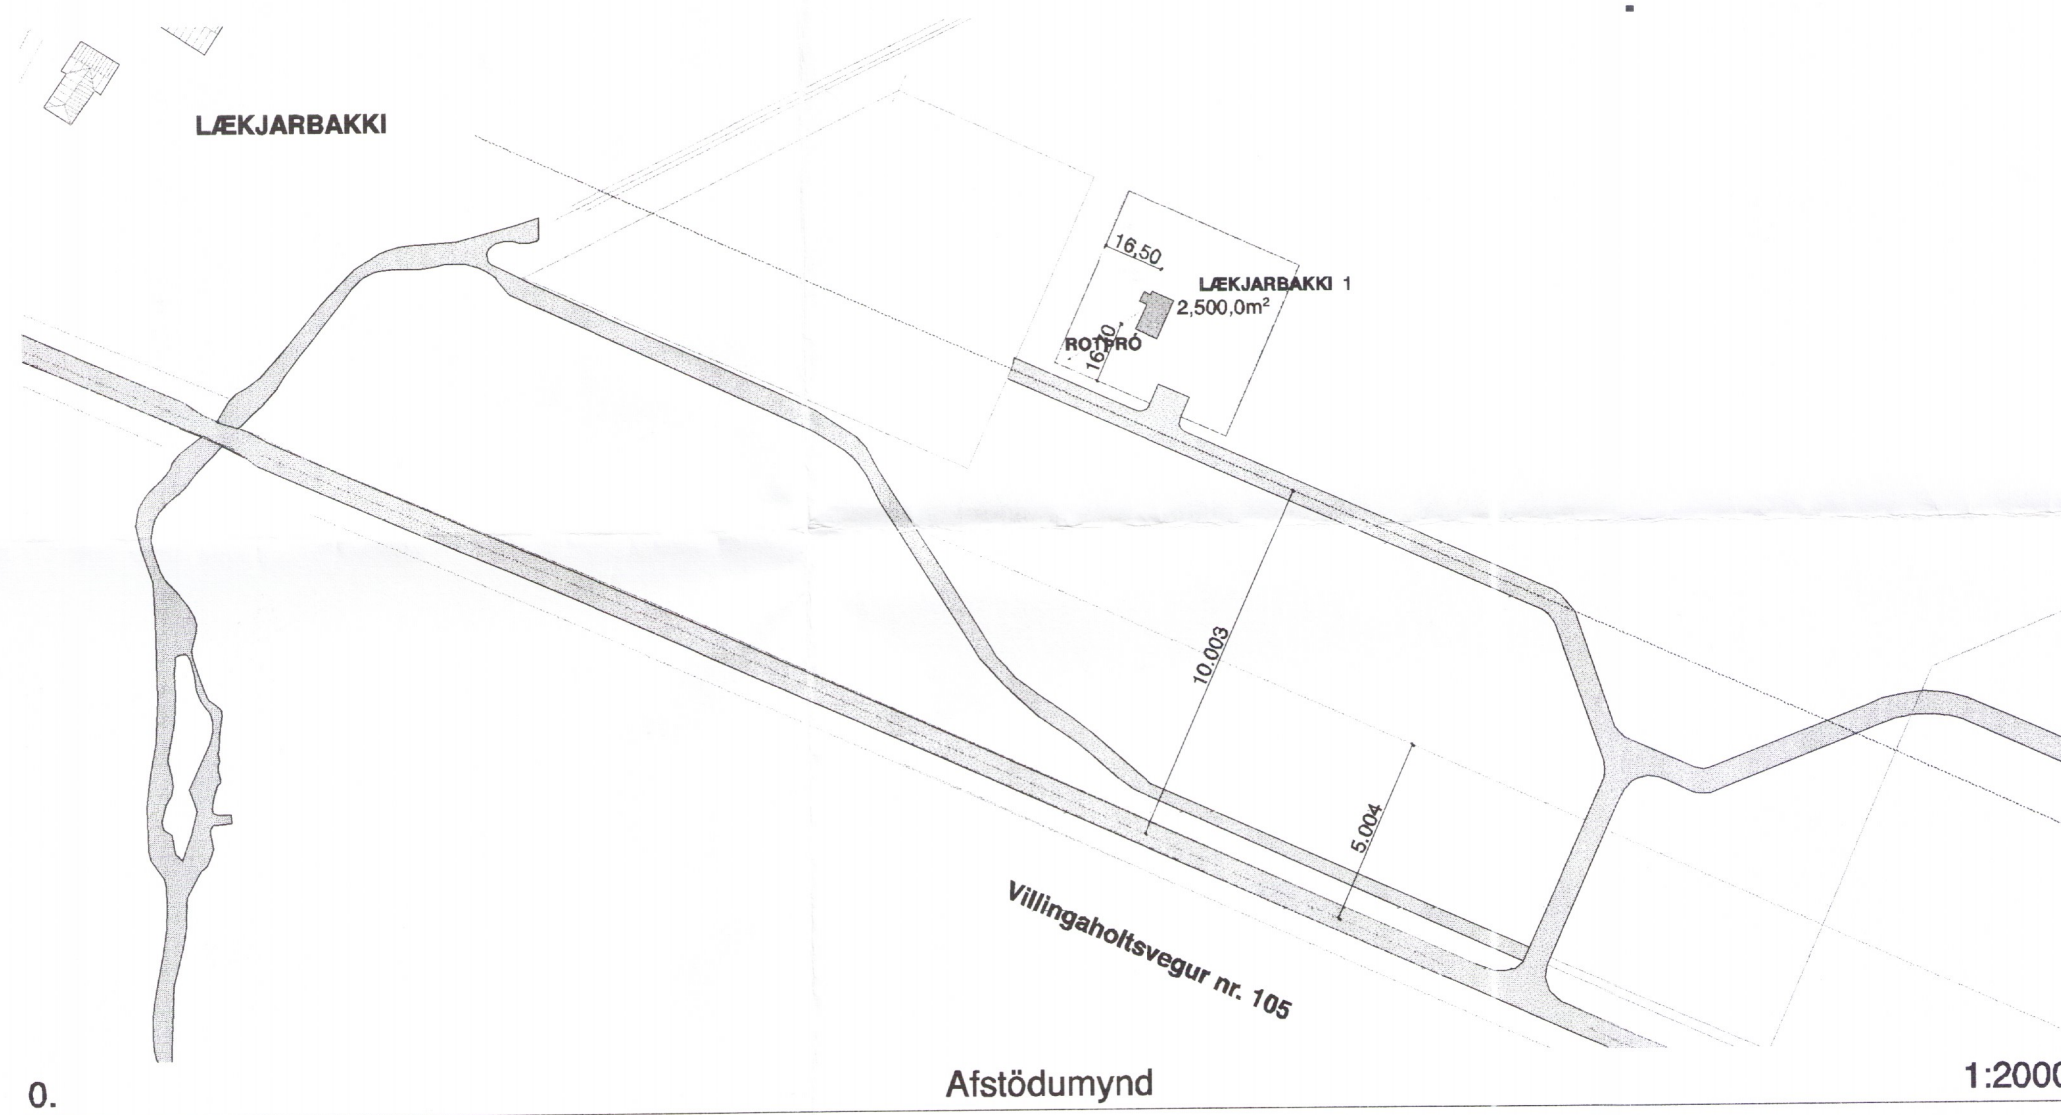 LÆKJARBAKKI
16,50
LÆKJARBAKKI 1
2,500,0m²
ROTÞRÓ
10.003
5.004
Villingaholtsvegur nr. 105
0.
Afstödumynd
1:2000